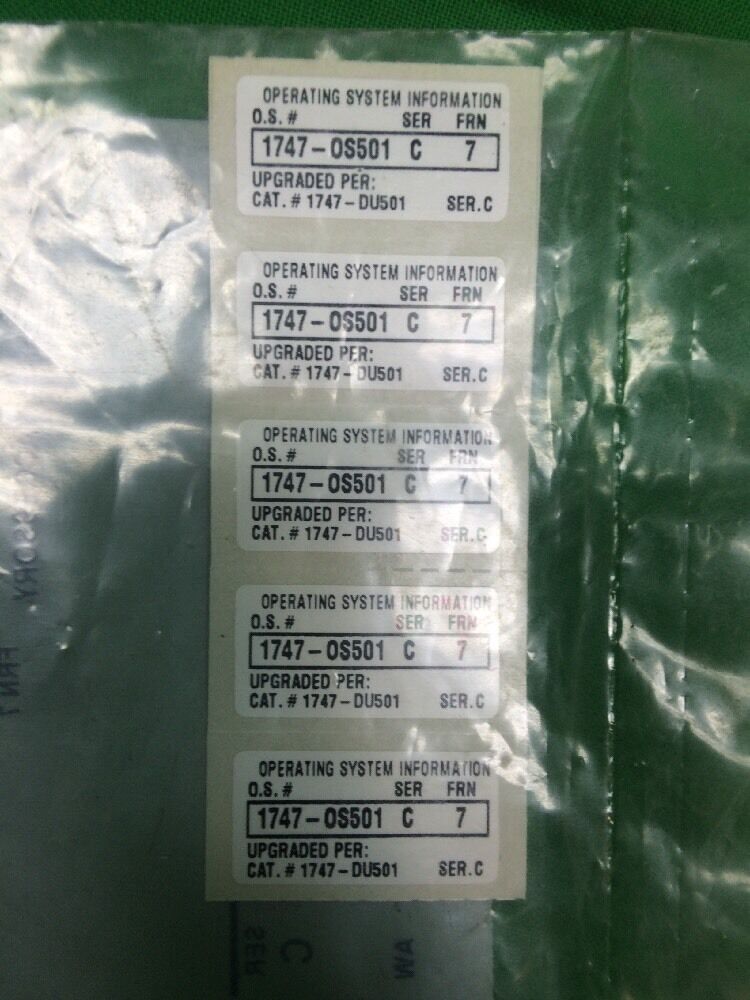 OPERATING SYSTEM INFORMATION
O.S. # SER FRN
1747-OS501 C 7
UPGRADED PER:
CAT. # 1747-DU501 SER.C
OPERATING SYSTEM INFORMATION
O.S. # SER FRN
1747-OS501 C 7
UPGRADED PER:
CAT. # 1747-DU501 SER.C
OPERATING SYSTEM INFORMATION
O.S. # SER FRN
1747-OS501 C 7
UPGRADED PER:
CAT. # 1747-DU501 SER.C
OPERATING SYSTEM INFORMATION
O.S. # SER FRN
1747-OS501 C 7
UPGRADED PER:
CAT. # 1747-DU501 SER.C
OPERATING SYSTEM INFORMATION
O.S. # SER FRN
1747-OS501 C 7
UPGRADED PER:
CAT. # 1747-DU501 SER.C
FRN 7
SER C